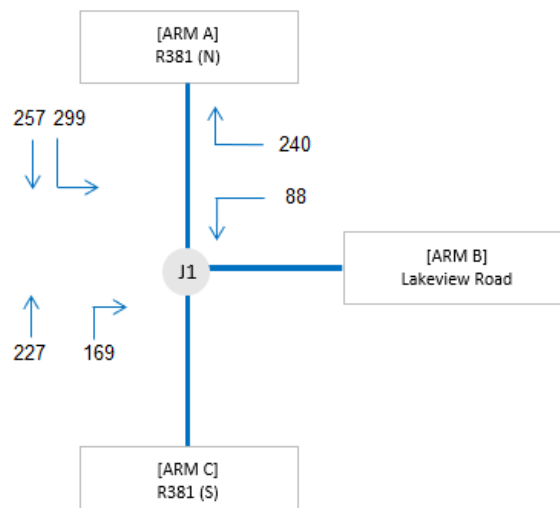 [ARM A]
R381 (N)
257 299
240
88
[ARM B]
Lakeview Road
J1
227 169
[ARM C]
R381 (S)